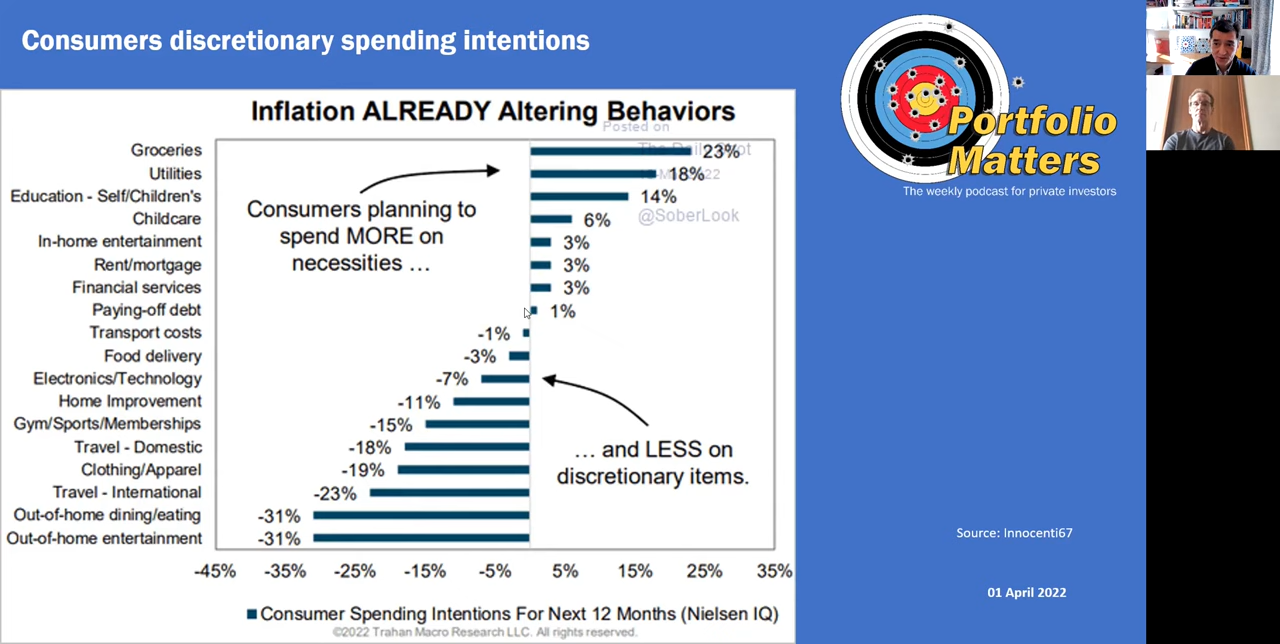 Consumers discretionary spending intentions
Inflation ALREADY Altering Behaviors
Posted on
@SoberLook
Groceries 23%
Utilities 18%
Education - Self/Children's 14%
Childcare 6%
In-home entertainment 3%
Rent/mortgage 3%
Financial services 3%
Paying-off debt 1%
Transport costs -1%
Food delivery -3%
Electronics/Technology -7%
Home Improvement -11%
Gym/Sports/Memberships -15%
Travel - Domestic -18%
Clothing/Apparel -19%
Travel - International -23%
Out-of-home dining/eating -31%
Out-of-home entertainment -31%
Consumers planning to
spend MORE on
necessities …
… and LESS on
discretionary items.
-45% -35% -25% -15% -5% 5% 15% 25% 35%
Consumer Spending Intentions For Next 12 Months (Nielsen IQ)
©2022 Trahan Macro Research LLC. All rights reserved.
Portfolio
Matters
The weekly podcast for private investors
Source: Innocenti67
01 April 2022